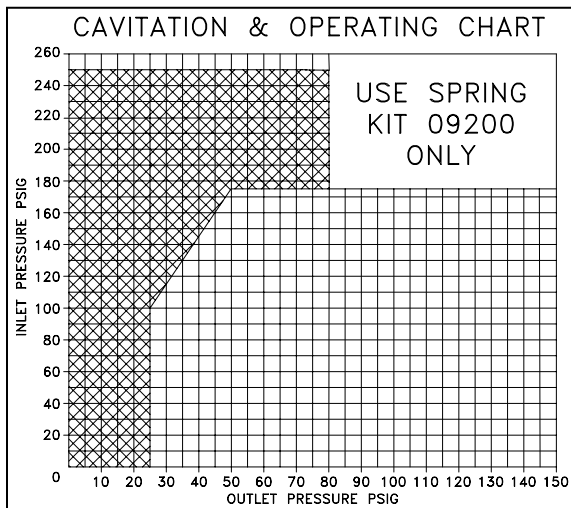 CAVITATION & OPERATING CHART
260
240
220
200
180
160
140
120
100
80
60
40
20
0
USE SPRING
KIT 09200
ONLY
INLET PRESSURE PSIG
10 20 30 40 50 60 70 80 90 100 110 120 130 140 150
OUTLET PRESSURE PSIG